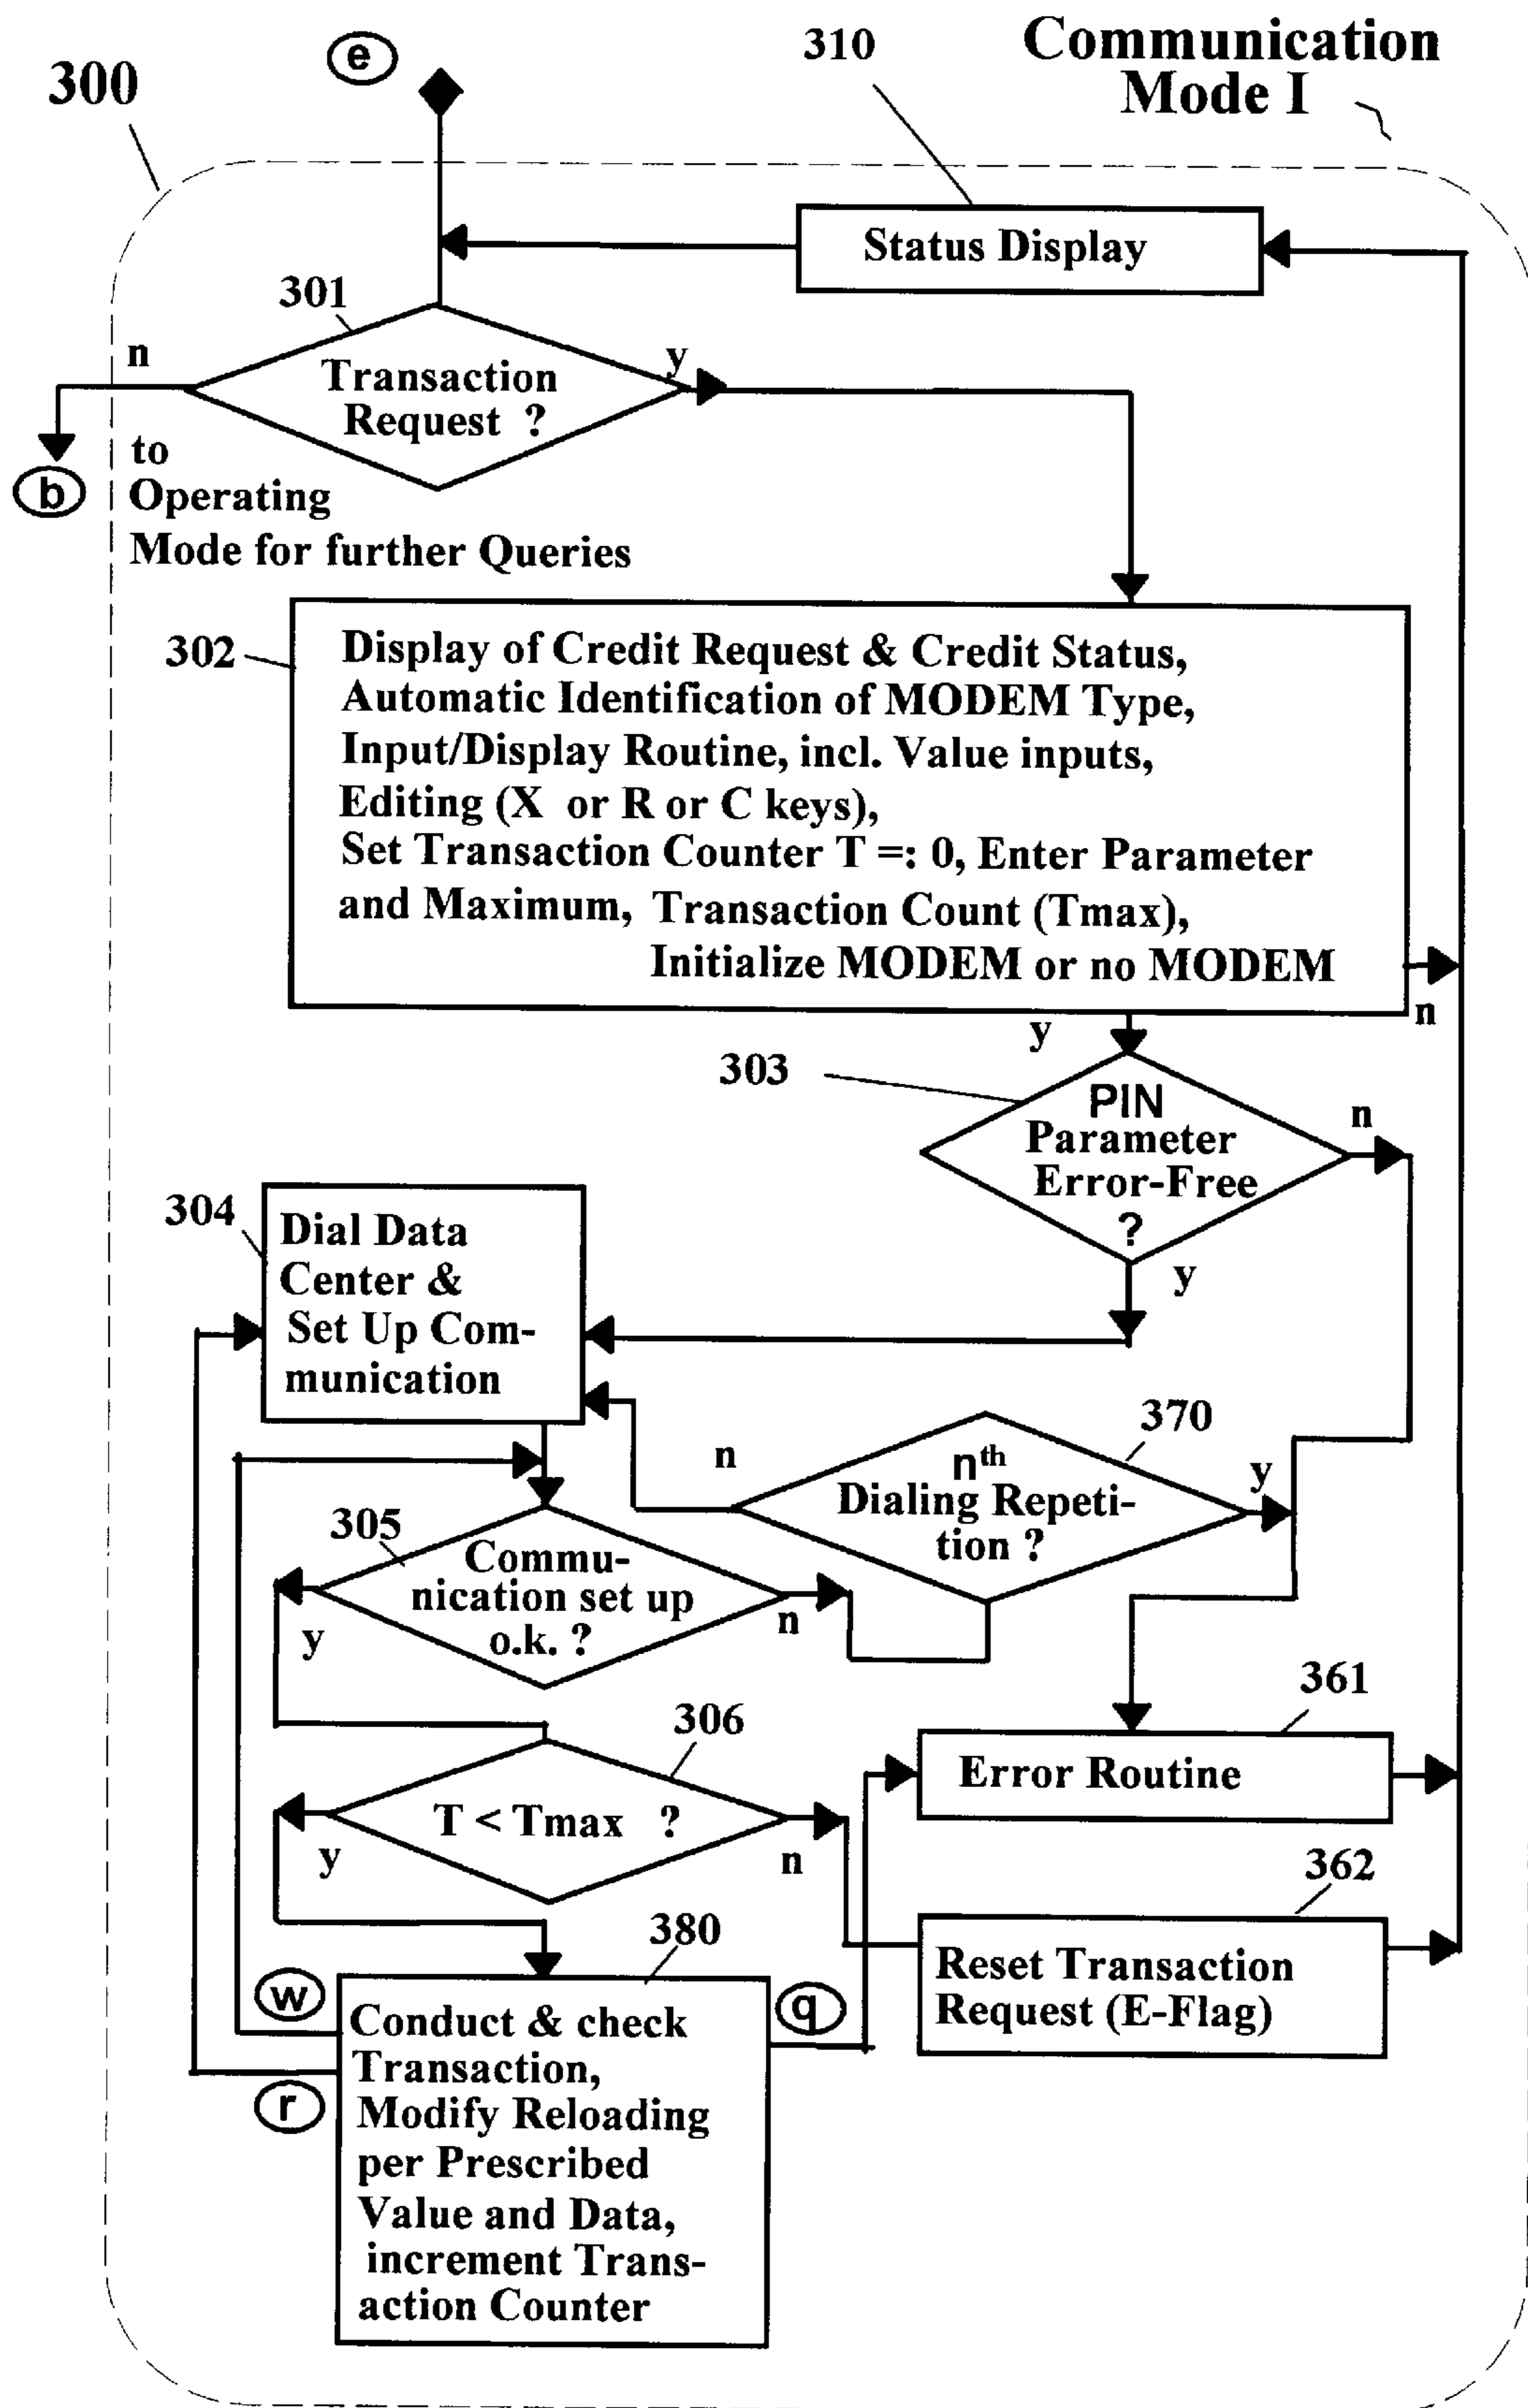 e
310
Communication
Mode I
300
Status Display
301
n
y
Transaction
Request ?
b
to
Operating
Mode for further Queries
302
Display of Credit Request & Credit Status,
Automatic Identification of MODEM Type,
Input/Display Routine, incl. Value inputs,
Editing (X or R or C keys),
Set Transaction Counter T =: 0, Enter Parameter
and Maximum, Transaction Count (Tmax),
Initialize MODEM or no MODEM
n
y
303
PIN
Parameter
Error-Free
?
n
y
304
Dial Data
Center &
Set Up Com-
munication
370
n
nth
Dialing Repeti-
tion ?
y
305
Commu-
nication set up
o.k. ?
y
n
361
Error Routine
306
T < Tmax ?
y
n
362
Reset Transaction
Request (E-Flag)
380
w
q
r
Conduct & check
Transaction,
Modify Reloading
per Prescribed
Value and Data,
increment Trans-
action Counter